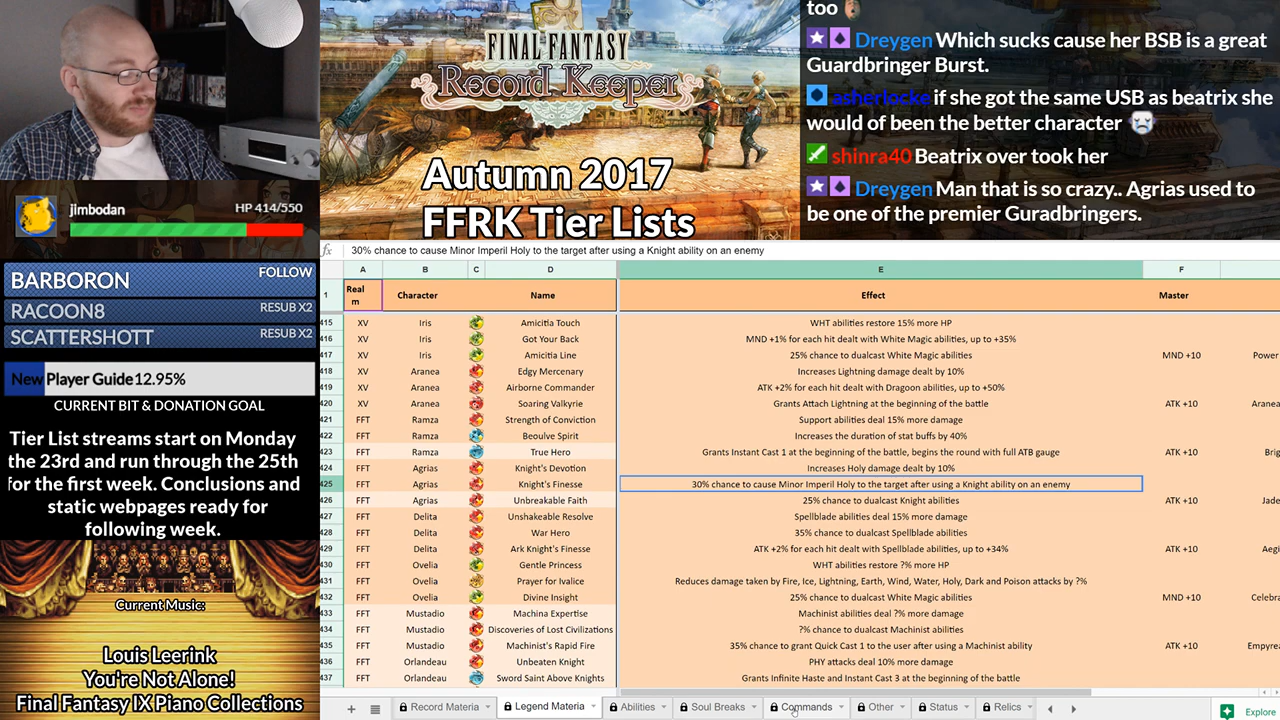 FINAL FANTASY
Record Keeper
Autumn 2017
FFRK Tier Lists
too
Dreygen Which sucks cause her BSB is a great
Guardbringer Burst.
asherlocke if she got the same USB as beatrix she
would of been the better character
shinra40 Beatrix over took her
Dreygen Man that is so crazy.. Agrias used to
be one of the premier Guradbringers.
jimbodan HP 414/550
BARBORON FOLLOW
RACOON8 RESUB X2
SCATTERSHOTT RESUB X2
New Player Guide 12.95%
CURRENT BIT & DONATION GOAL
Tier List streams start on Monday
the 23rd and run through the 25th
for the first week. Conclusions and
static webpages ready for
following week.
Current Music:
Louis Leerink
You're Not Alone!
Final Fantasy IX Piano Collections
fx 30% chance to cause Minor Imperil Holy to the target after using a Knight ability on an enemy
A B C D E F
1 Real
m Character Name Effect Master
415 XV Iris Amicitia Touch WHT abilities restore 15% more HP
416 XV Iris Got Your Back MND +1% for each hit dealt with White Magic abilities, up to +35%
417 XV Iris Amicitia Line 25% chance to dualcast White Magic abilities MND +10 Power
418 XV Aranea Edgy Mercenary Increases Lightning damage dealt by 10%
419 XV Aranea Airborne Commander ATK +2% for each hit dealt with Dragoon abilities, up to +50%
420 XV Aranea Soaring Valkyrie Grants Attach Lightning at the beginning of the battle ATK +10 Aranea
421 FFT Ramza Strength of Conviction Support abilities deal 15% more damage
422 FFT Ramza Beoulve Spirit Increases the duration of stat buffs by 40%
423 FFT Ramza True Hero Grants Instant Cast 1 at the beginning of the battle, begins the round with full ATB gauge ATK +10 Brig
424 FFT Agrias Knight's Devotion Increases Holy damage dealt by 10%
425 FFT Agrias Knight's Finesse 30% chance to cause Minor Imperil Holy to the target after using a Knight ability on an enemy
426 FFT Agrias Unbreakable Faith 25% chance to dualcast Knight abilities ATK +10 Jade
427 FFT Delita Unshakeable Resolve Spellblade abilities deal 15% more damage
428 FFT Delita War Hero 35% chance to dualcast Spellblade abilities
429 FFT Delita Ark Knight's Finesse ATK +2% for each hit dealt with Spellblade abilities, up to +34% ATK +10 Aegi
430 FFT Ovelia Gentle Princess WHT abilities restore ?% more HP
431 FFT Ovelia Prayer for Ivalice Reduces damage taken by Fire, Ice, Lightning, Earth, Wind, Water, Holy, Dark and Poison attacks by ?%
432 FFT Ovelia Divine Insight 25% chance to dualcast White Magic abilities MND +10 Celebra
433 FFT Mustadio Machina Expertise Machinist abilities deal ?% more damage
434 FFT Mustadio Discoveries of Lost Civilizations ?% chance to dualcast Machinist abilities
435 FFT Mustadio Machinist's Rapid Fire 35% chance to grant Quick Cast 1 to the user after using a Machinist ability ATK +10 Empyre
436 FFT Orlandeau Unbeaten Knight PHY attacks deal 10% more damage
437 FFT Orlandeau Sword Saint Above Knights Grants Infinite Haste and Instant Cast 3 at the beginning of the battle
+ Record Materia Legend Materia Abilities Soul Breaks Commands Other Status Relics Explore